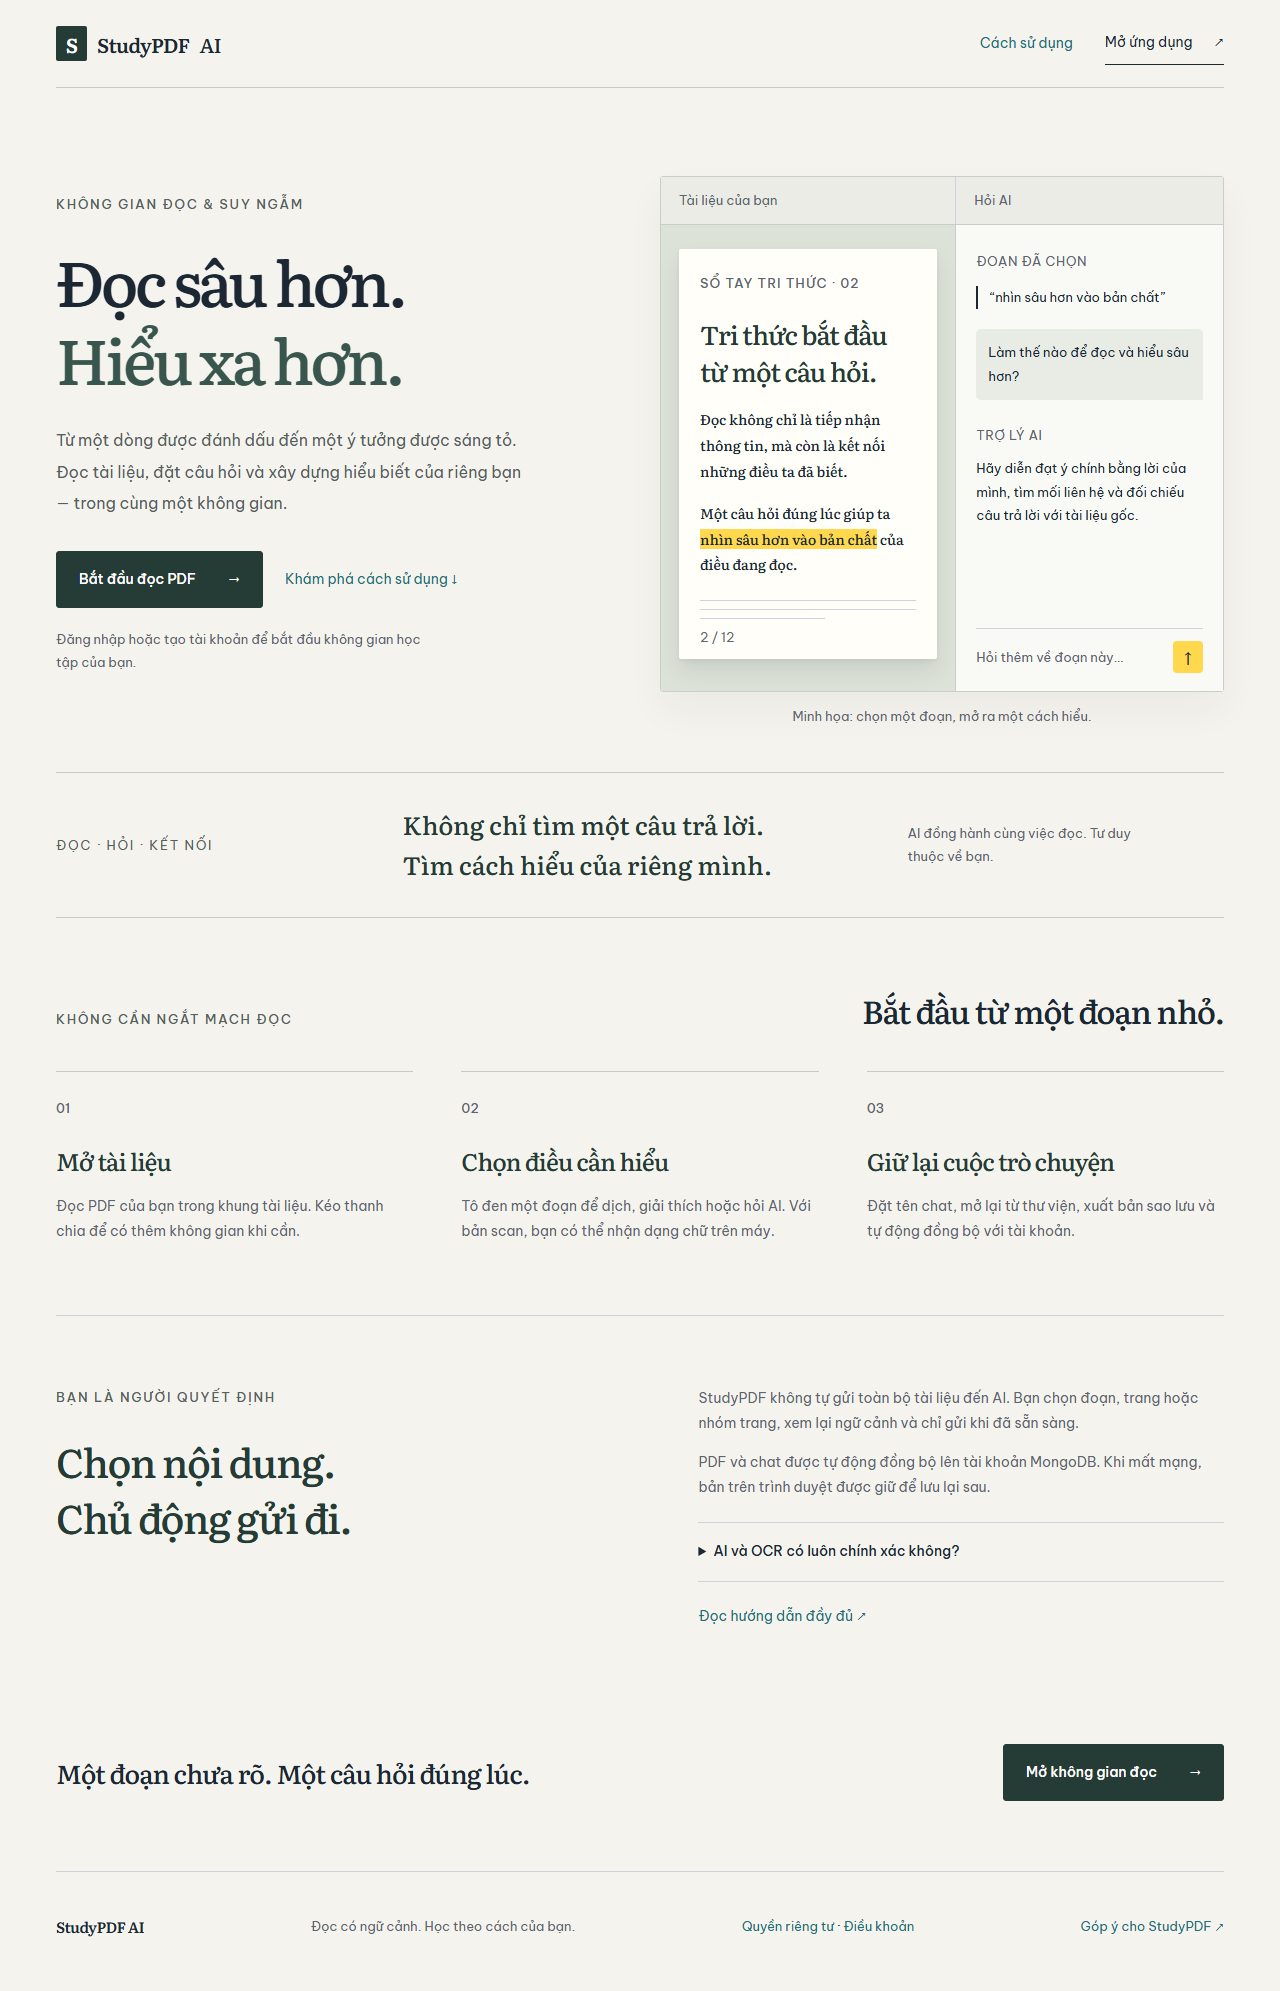 S StudyPDF AI
Cách sử dụng
Mở ứng dụng ↗
KHÔNG GIAN ĐỌC & SUY NGẪM
Đọc sâu hơn.
Hiểu xa hơn.
Từ một dòng được đánh dấu đến một ý tưởng được sáng tỏ.
Đọc tài liệu, đặt câu hỏi và xây dựng hiểu biết của riêng bạn
— trong cùng một không gian.
Bắt đầu đọc PDF →
Khám phá cách sử dụng ↓
Đăng nhập hoặc tạo tài khoản để bắt đầu không gian học
tập của bạn.
Tài liệu của bạn
SỔ TAY TRI THỨC · 02
Tri thức bắt đầu
từ một câu hỏi.
Đọc không chỉ là tiếp nhận
thông tin, mà còn là kết nối
những điều ta đã biết.
Một câu hỏi đúng lúc giúp ta
nhìn sâu hơn vào bản chất của
điều đang đọc.
2 / 12
Hỏi AI
ĐOẠN ĐÃ CHỌN
“nhìn sâu hơn vào bản chất”
Làm thế nào để đọc và hiểu sâu
hơn?
TRỢ LÝ AI
Hãy diễn đạt ý chính bằng lời của
mình, tìm mối liên hệ và đối chiếu
câu trả lời với tài liệu gốc.
Hỏi thêm về đoạn này... ↑
Minh họa: chọn một đoạn, mở ra một cách hiểu.
ĐỌC · HỎI · KẾT NỐI
Không chỉ tìm một câu trả lời.
Tìm cách hiểu của riêng mình.
AI đồng hành cùng việc đọc. Tư duy
thuộc về bạn.
KHÔNG CẦN NGẮT MẠCH ĐỌC
Bắt đầu từ một đoạn nhỏ.
01
Mở tài liệu
Đọc PDF của bạn trong khung tài liệu. Kéo thanh
chia để có thêm không gian khi cần.
02
Chọn điều cần hiểu
Tô đen một đoạn để dịch, giải thích hoặc hỏi AI. Với
bản scan, bạn có thể nhận dạng chữ trên máy.
03
Giữ lại cuộc trò chuyện
Đặt tên chat, mở lại từ thư viện, xuất bản sao lưu và
tự động đồng bộ với tài khoản.
BẠN LÀ NGƯỜI QUYẾT ĐỊNH
Chọn nội dung.
Chủ động gửi đi.
StudyPDF không tự gửi toàn bộ tài liệu đến AI. Bạn chọn đoạn, trang hoặc
nhóm trang, xem lại ngữ cảnh và chỉ gửi khi đã sẵn sàng.
PDF và chat được tự động đồng bộ lên tài khoản MongoDB. Khi mất mạng,
bản trên trình duyệt được giữ để lưu lại sau.
▶ AI và OCR có luôn chính xác không?
Đọc hướng dẫn đầy đủ ↗
Một đoạn chưa rõ. Một câu hỏi đúng lúc.
Mở không gian đọc →
StudyPDF AI
Đọc có ngữ cảnh. Học theo cách của bạn.
Quyền riêng tư · Điều khoản
Góp ý cho StudyPDF ↗